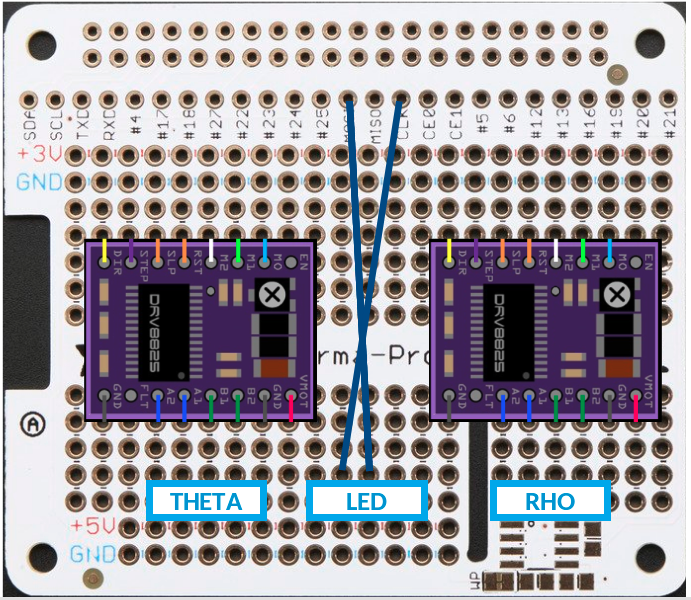 SDA SCL TXD RXD #4 #17 #18 #27 #22 #23 #24 #25 MOSI MISO CLK CE0 CE1 #5 #6 #12 #13 #16 #19 #20 #21
+3V
GND
DIR STEP SLP RST M2 M1 M0 EN
DIR STEP SLP RST M2 M1 M0 EN
DRV8825
DRV8825
rma-Pro
GND FLT A2 A1 B1 B2 GND VMOT
GND FLT A2 A1 B1 B2 GND VMOT
A
THETA
LED
RHO
+5V
GND
WP